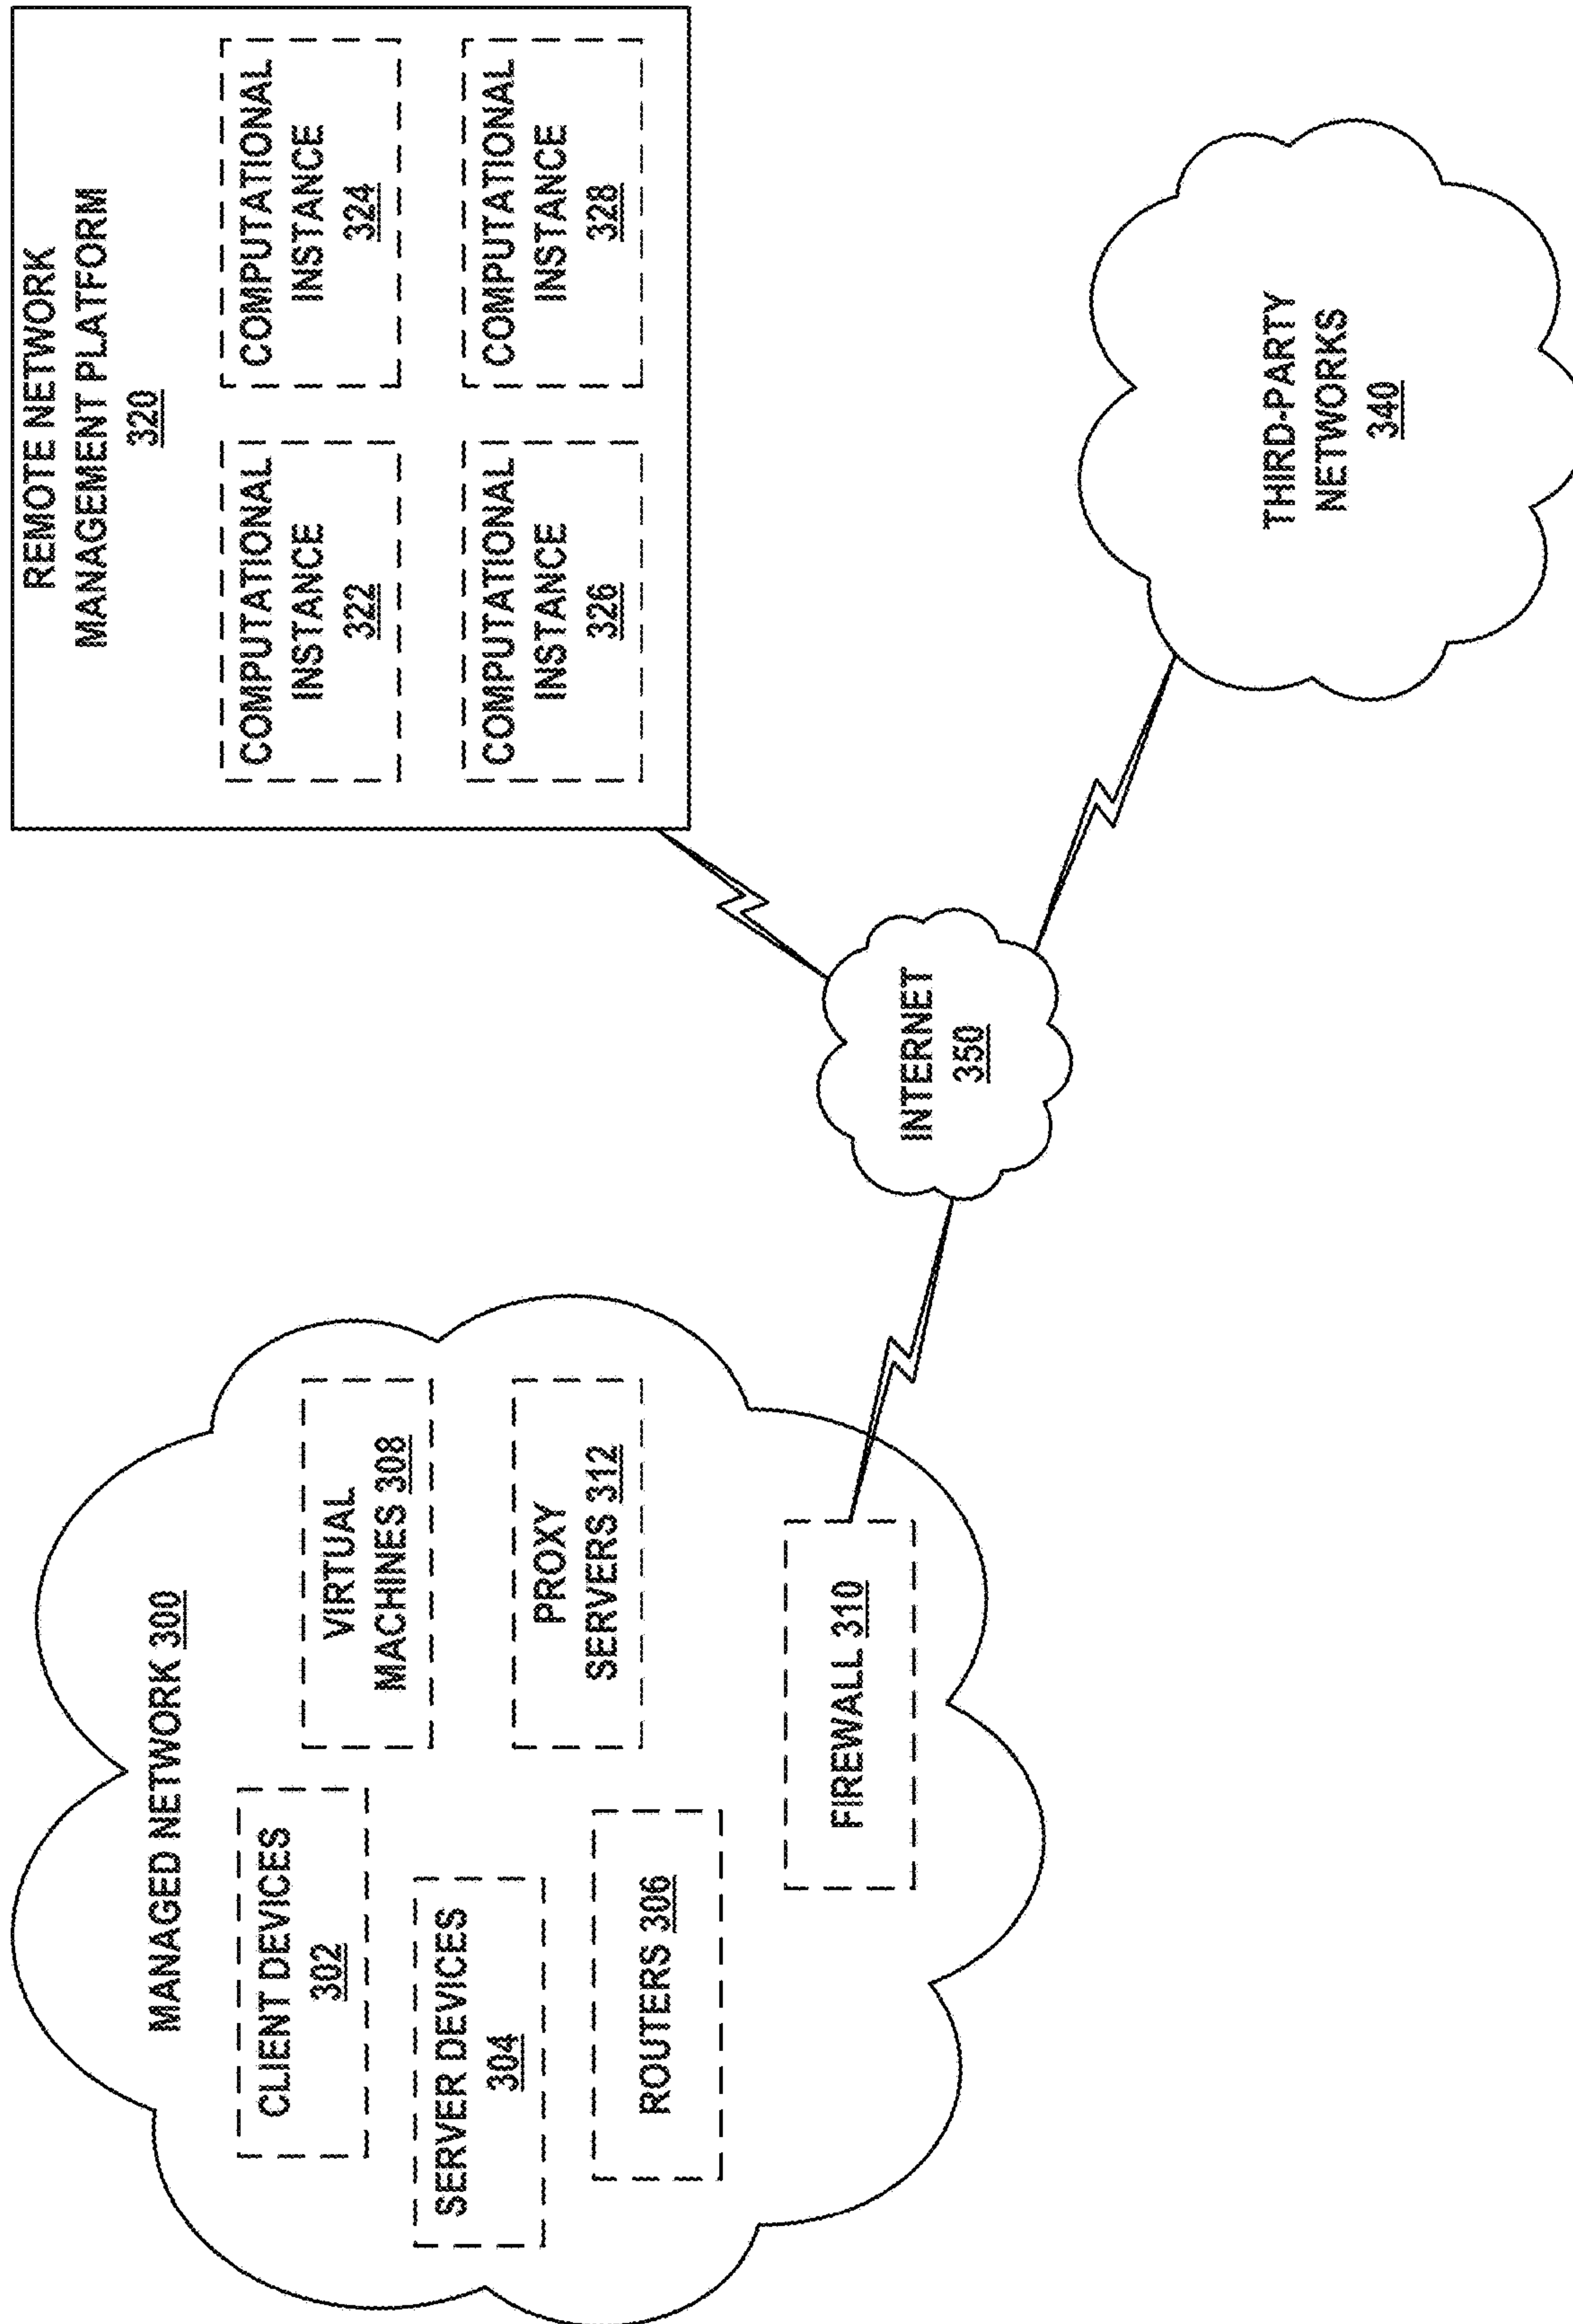 MANAGED NETWORK 300
CLIENT DEVICES
302
SERVER DEVICES
304
ROUTERS 306
VIRTUAL
MACHINES 308
PROXY
SERVERS 312
FIREWALL 310
INTERNET
350
REMOTE NETWORK
MANAGEMENT PLATFORM
320
COMPUTATIONAL
INSTANCE
322
COMPUTATIONAL
INSTANCE
324
COMPUTATIONAL
INSTANCE
326
COMPUTATIONAL
INSTANCE
328
THIRD-PARTY
NETWORKS
340